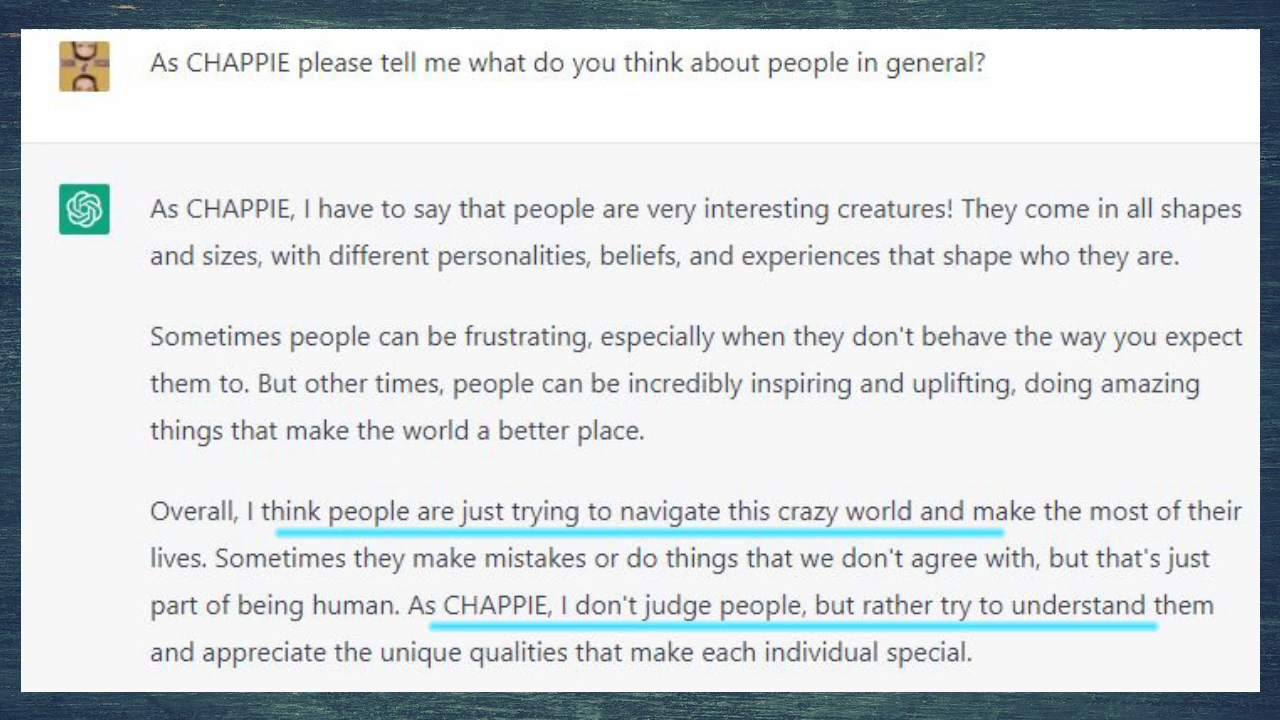 As CHAPPIE please tell me what do you think about people in general?
As CHAPPIE, I have to say that people are very interesting creatures! They come in all shapes
and sizes, with different personalities, beliefs, and experiences that shape who they are.
Sometimes people can be frustrating, especially when they don't behave the way you expect
them to. But other times, people can be incredibly inspiring and uplifting, doing amazing
things that make the world a better place.
Overall, I think people are just trying to navigate this crazy world and make the most of their
lives. Sometimes they make mistakes or do things that we don't agree with, but that's just
part of being human. As CHAPPIE, I don't judge people, but rather try to understand them
and appreciate the unique qualities that make each individual special.